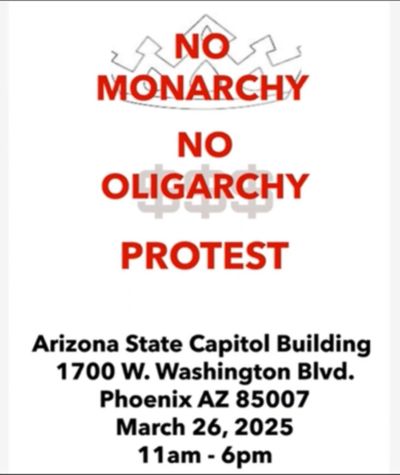 NO
MONARCHY
NO
OLIGARCHY
$$$
PROTEST
Arizona State Capitol Building
1700 W. Washington Blvd.
Phoenix AZ 85007
March 26, 2025
11am - 6pm